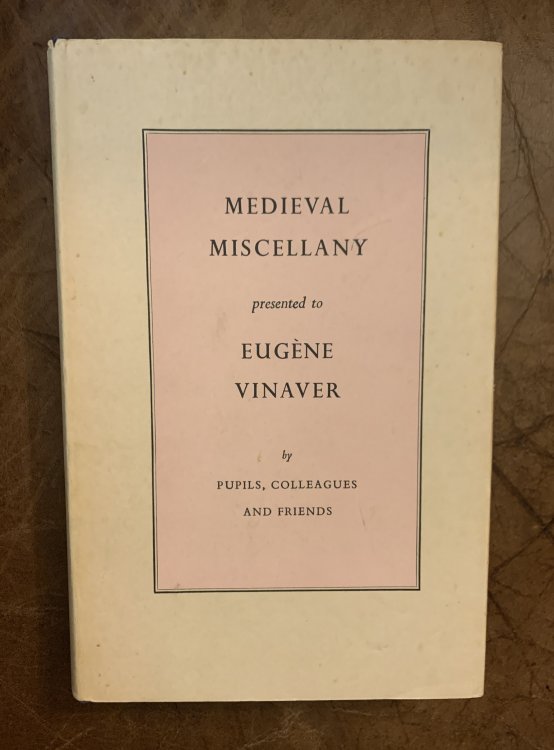 MEDIEVAL
MISCELLANY
presented to
EUGÈNE
VINAVER
by
PUPILS, COLLEAGUES
AND FRIENDS